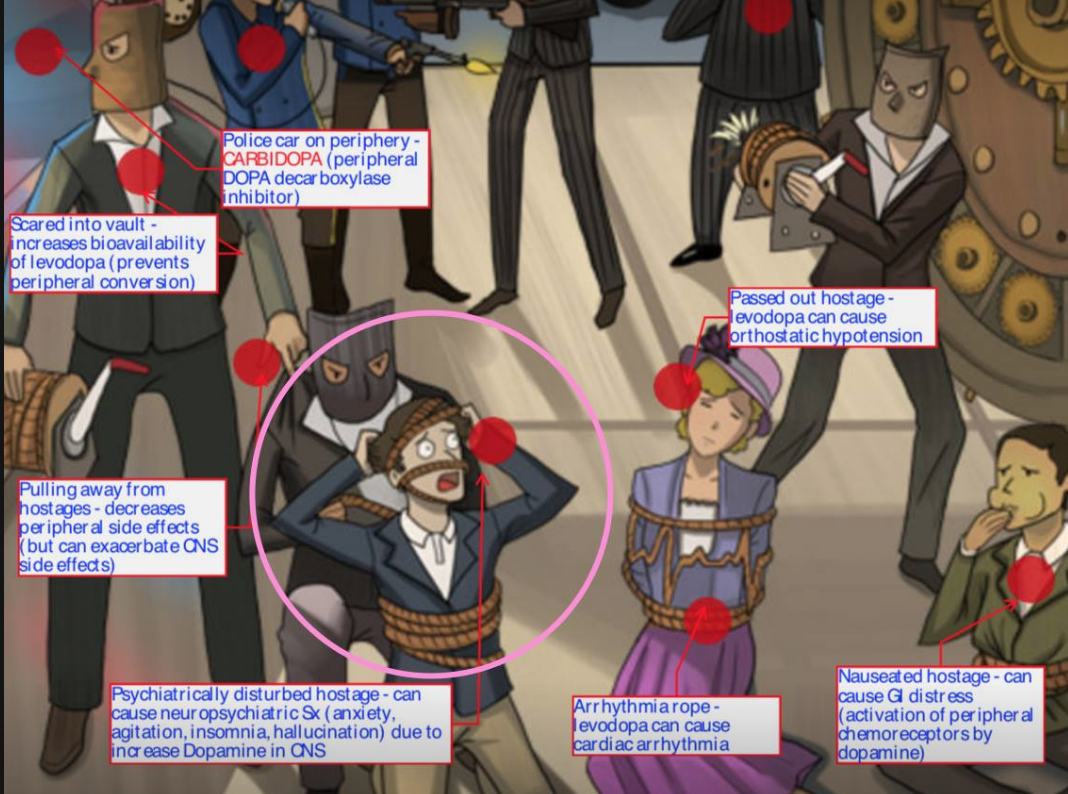 Police car on periphery -
CARBIDOPA (peripheral
DOPA decarboxylase
inhibitor)
Scared into vault -
increases bioavailability
of levodopa (prevents
peripheral conversion)
Passed out hostage -
levodopa can cause
orthostatic hypotension
Pulling away from
hostages - decreases
peripheral side effects
(but can exacerbate CNS
side effects)
Psychiatrically disturbed hostage - can
cause neuropsychiatric Sx (anxiety,
agitation, insomnia, hallucination) due to
increase Dopamine in CNS
Arrhythmia rope -
levodopa can cause
cardiac arrhythmia
Nauseated hostage - can
cause GI distress
(activation of peripheral
chemoreceptors by
dopamine)